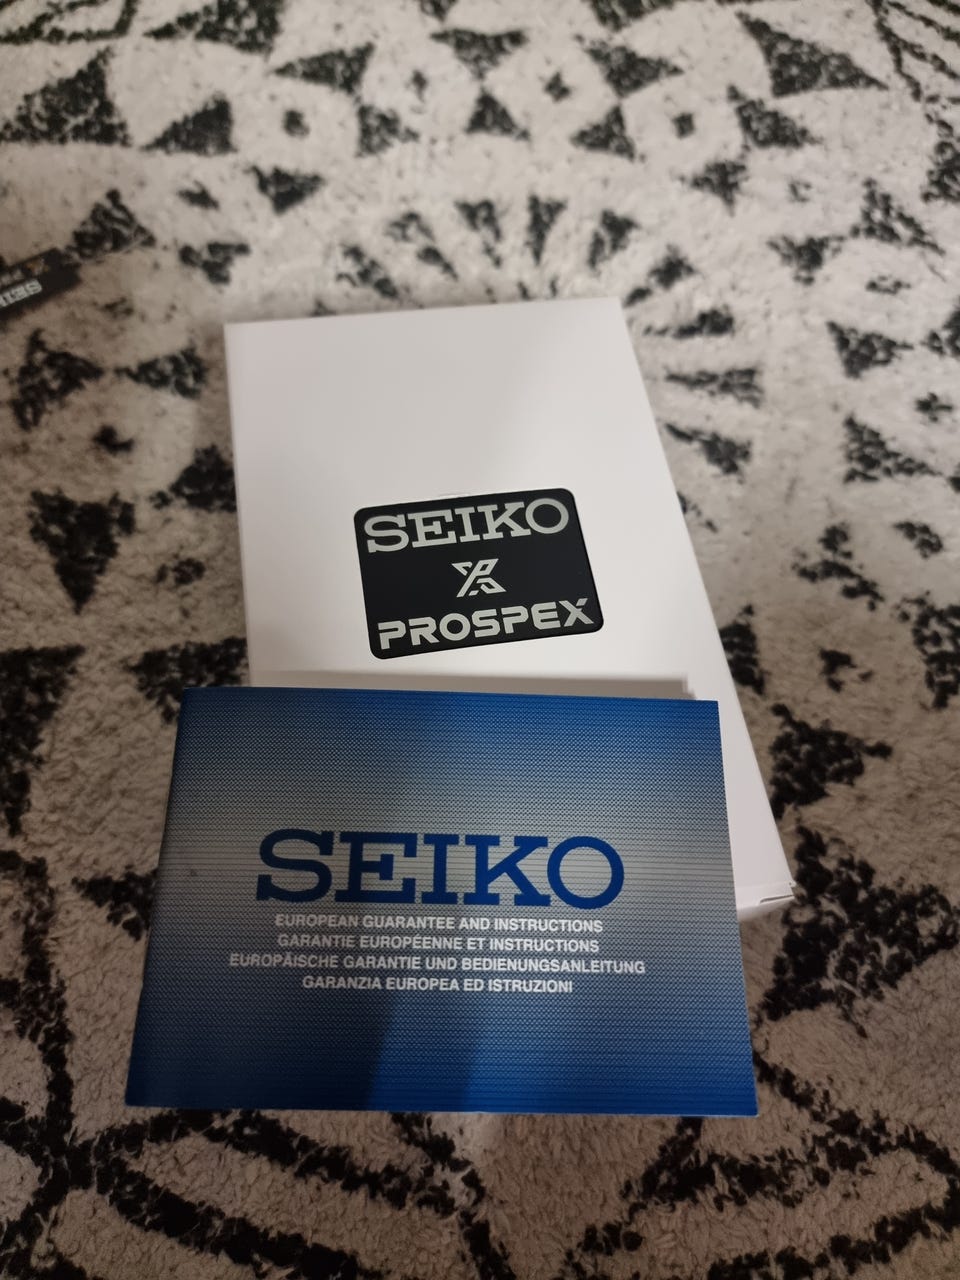 SEIKO
PROSPEX
SEIKO
EUROPEAN GUARANTEE AND INSTRUCTIONS
GARANTIE EUROPÉENNE ET INSTRUCTIONS
EUROPÄISCHE GARANTIE UND BEDIENUNGSANLEITUNG
GARANZIA EUROPEA ED ISTRUZIONI